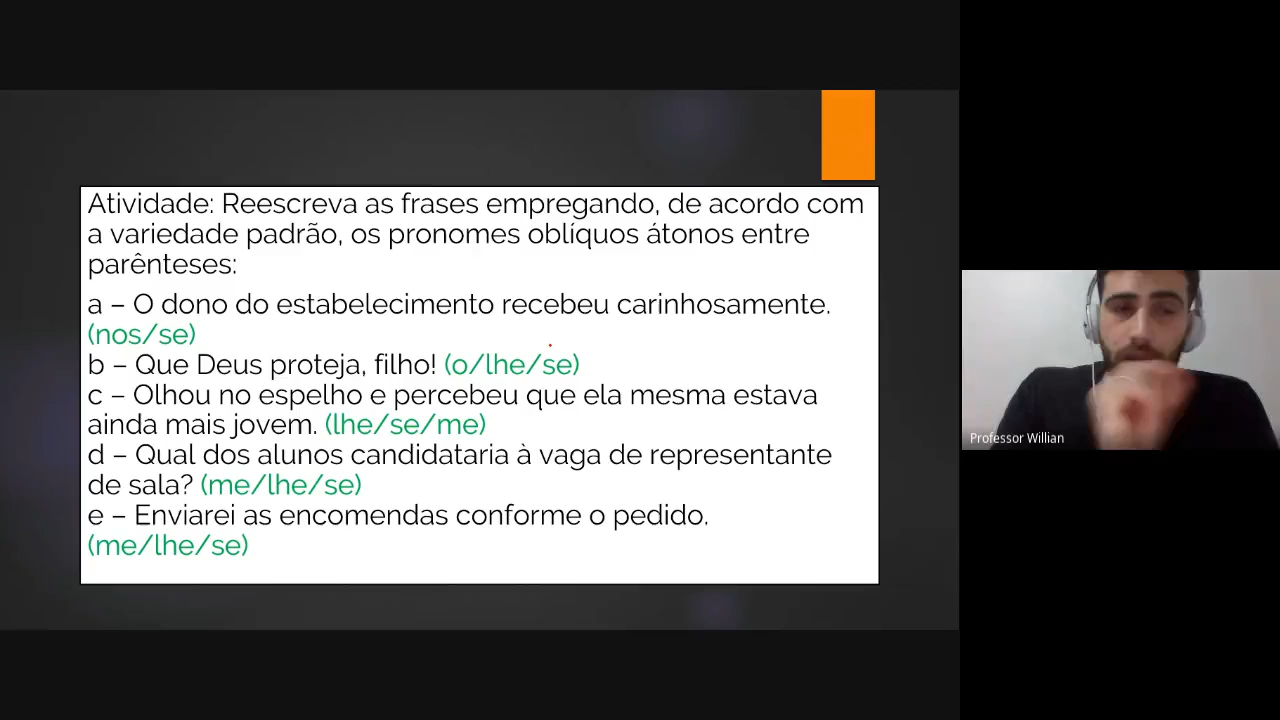 Atividade: Reescreva as frases empregando, de acordo com
a variedade padrão, os pronomes oblíquos átonos entre
parênteses:
a – O dono do estabelecimento recebeu carinhosamente.
(nos/se)
b – Que Deus proteja, filho! (o/lhe/se)
c – Olhou no espelho e percebeu que ela mesma estava
ainda mais jovem. (lhe/se/me)
d – Qual dos alunos candidataria à vaga de representante
de sala? (me/lhe/se)
e – Enviarei as encomendas conforme o pedido.
(me/lhe/se)
Professor Willian